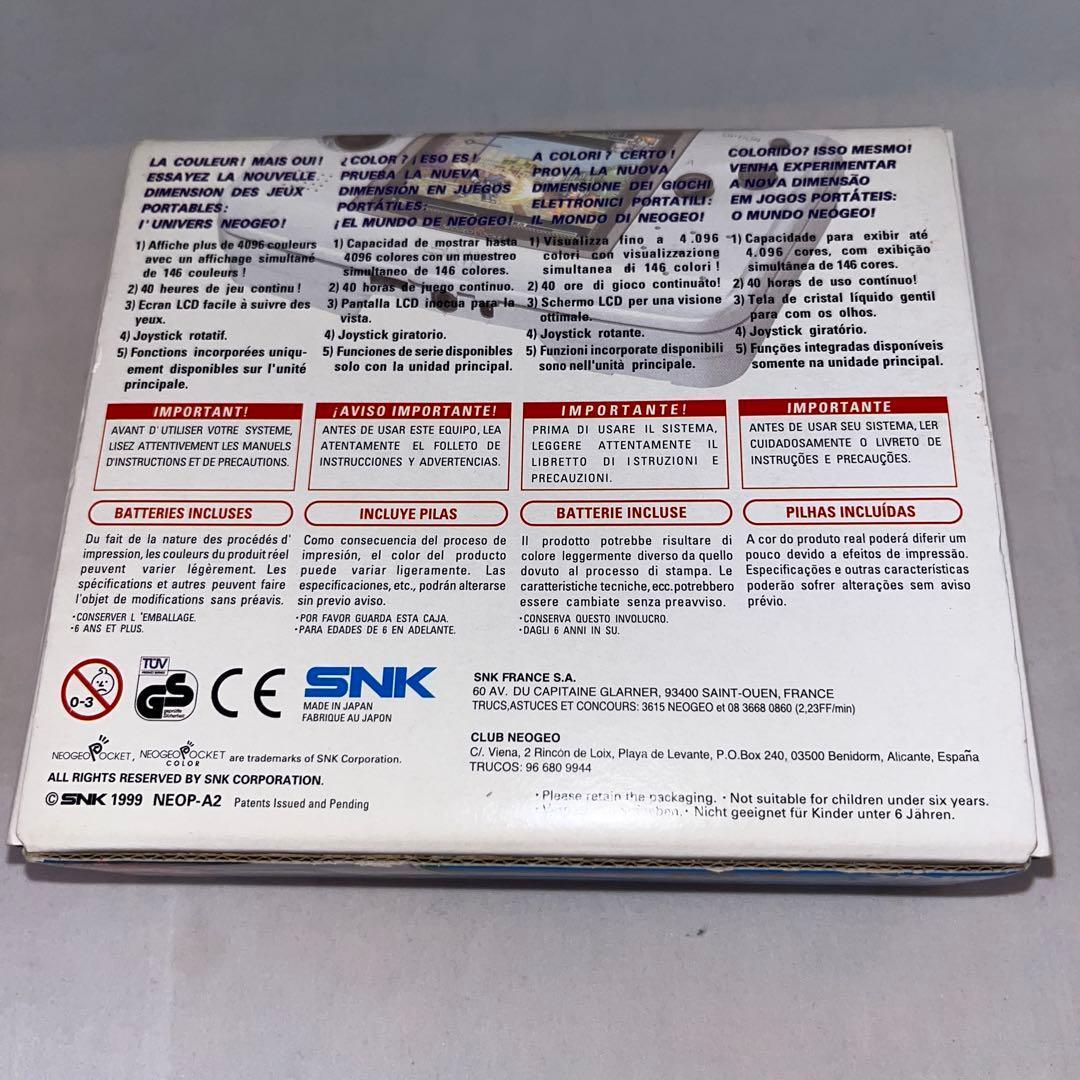 LA COULEUR! MAIS OUI!
ESSAYEZ LA NOUVELLE
DIMENSION DES JEUX
PORTABLES:
l'UNIVERS NEOGEO!
1) Affiche plus de 4096 couleurs
avec un affichage simultané
de 146 couleurs !
2) 40 heures de jeu continu !
3) Ecran LCD facile à suivre des
yeux.
4) Joystick rotatif.
5) Fonctions incorporées uniqu-
ement disponibles sur l'unité
principale.
¿COLOR? ¡ESO ES!
PRUEBA LA NUEVA
DIMENSIÓN EN JUEGOS
PORTÁTILES:
¡EL MUNDO DE NEOGEO!
1) Capacidad de mostrar hasta
4096 colores con un muestreo
simultaneo de 146 colores.
2) 40 horas de juego continuo.
3) Pantalla LCD inocua para la
vista.
4) Joystick giratorio.
5) Funciones de serie disponibles
solo con la unidad principal.
A COLORI? CERTO!
PROVA LA NUOVA
DIMENSIONE DEI GIOCHI
ELETTRONICI PORTATILI:
IL MONDO DI NEOGEO!
1) Visualizza fino a 4.096
colori con visualizzazione
simultanea di 146 colori !
2) 40 ore di gioco continuato!
3) Schermo LCD per una visione
ottimale.
4) Joystick rotante.
5) Funzioni incorporate disponibili
sono nell'unità principale.
COLORIDO? ISSO MESMO!
VENHA EXPERIMENTAR
A NOVA DIMENSÃO
EM JOGOS PORTÁTEIS:
O MUNDO NEOGEO!
1) Capacidade para exibir até
4.096 cores, com exibição
simultânea de 146 cores.
2) 40 horas de uso contínuo!
3) Tela de cristal líquido gentil
para com os olhos.
4) Joystick giratório.
5) Funções integradas disponíveis
somente na unidade principal.
IMPORTANT!
AVANT D'UTILISER VOTRE SYSTEME,
LISEZ ATTENTIVEMENT LES MANUELS
D'INSTRUCTIONS ET DE PRECAUTIONS.
¡AVISO IMPORTANTE!
ANTES DE USAR ESTE EQUIPO, LEA
ATENTAMENTE EL FOLLETO DE
INSTRUCCIONES Y ADVERTENCIAS.
IMPORTANTE!
PRIMA DI USARE IL SISTEMA,
LEGGERE ATTENTAMENTE IL
LIBRETTO DI ISTRUZIONI E
PRECAUZIONI.
IMPORTANTE
ANTES DE USAR SEU SISTEMA, LER
CUIDADOSAMENTE O LIVRETO DE
INSTRUÇÕES E PRECAUÇÕES.
BATTERIES INCLUSES
INCLUYE PILAS
BATTERIE INCLUSE
PILHAS INCLUÍDAS
Du fait de la nature des procédés d'
impression, les couleurs du produit réel
peuvent varier légèrement. Les
spécifications et autres peuvent faire
l'objet de modifications sans préavis.
·CONSERVER L 'EMBALLAGE.
·6 ANS ET PLUS.
Como consecuencia del proceso de
impresión, el color del producto
puede variar ligeramente. Las
especificaciones, etc., podrán alterarse
sin previo aviso.
·POR FAVOR GUARDA ESTA CAJA.
·PARA EDADES DE 6 EN ADELANTE.
Il prodotto potrebbe risultare di
colore leggermente diverso da quello
dovuto al processo di stampa. Le
caratteristiche tecniche, ecc. potrebbero
essere cambiate senza preavviso.
·CONSERVA QUESTO INVOLUCRO.
·DAGLI 6 ANNI IN SU.
A cor do produto real poderá diferir um
pouco devido a efeitos de impressão.
Especificações e outras características
poderão sofrer alterações sem aviso
prévio.
0-3
TÜV
PRODUCT SERVICE
GS
geprüfte
Sicherheit
CE
SNK
MADE IN JAPAN
FABRIQUE AU JAPON
SNK FRANCE S.A.
60 AV. DU CAPITAINE GLARNER, 93400 SAINT-OUEN, FRANCE
TRUCS,ASTUCES ET CONCOURS: 3615 NEOGEO et 08 3668 0860 (2,23FF/min)
CLUB NEOGEO
C/. Viena, 2 Rincón de Loix, Playa de Levante, P.O.Box 240, 03500 Benidorm, Alicante, España
TRUCOS: 96 680 9944
NEOGEO POCKET, NEOGEO POCKET COLOR are trademarks of SNK Corporation.
ALL RIGHTS RESERVED BY SNK CORPORATION.
© SNK 1999 NEOP-A2 Patents Issued and Pending
·Please retain the packaging. ·Not suitable for children under six years.
· Nicht geeignet für Kinder unter 6 Jähren.